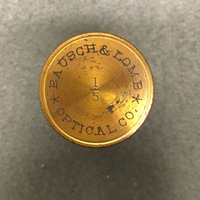 BAUSCH & LOMB
1/5
★ OPTICAL CO. ★